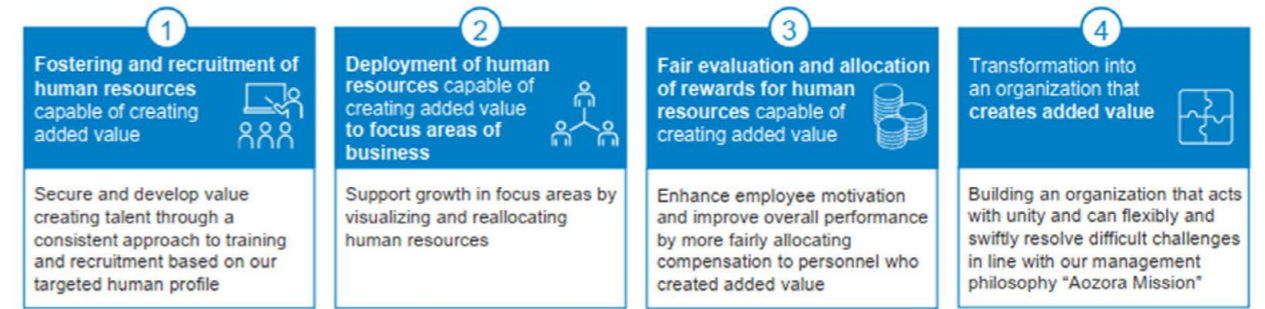 1
Fostering and recruitment of
human resources
capable of creating
added value
Secure and develop value
creating talent through a
consistent approach to training
and recruitment based on our
targeted human profile
2
Deployment of human
resources capable of
creating added value
to focus areas of
business
Support growth in focus areas by
visualizing and reallocating
human resources
3
Fair evaluation and allocation
of rewards for human
resources capable of
creating added value
Enhance employee motivation
and improve overall performance
by more fairly allocating
compensation to personnel who
created added value
4
Transformation into
an organization that
creates added value
Building an organization that acts
with unity and can flexibly and
swiftly resolve difficult challenges
in line with our management
philosophy “Aozora Mission”